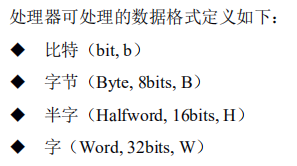 处理器可处理的数据格式定义如下：
◆ 比特（bit, b）
◆ 字节（Byte, 8bits, B）
◆ 半字（Halfword, 16bits, H）
◆ 字（Word, 32bits, W）